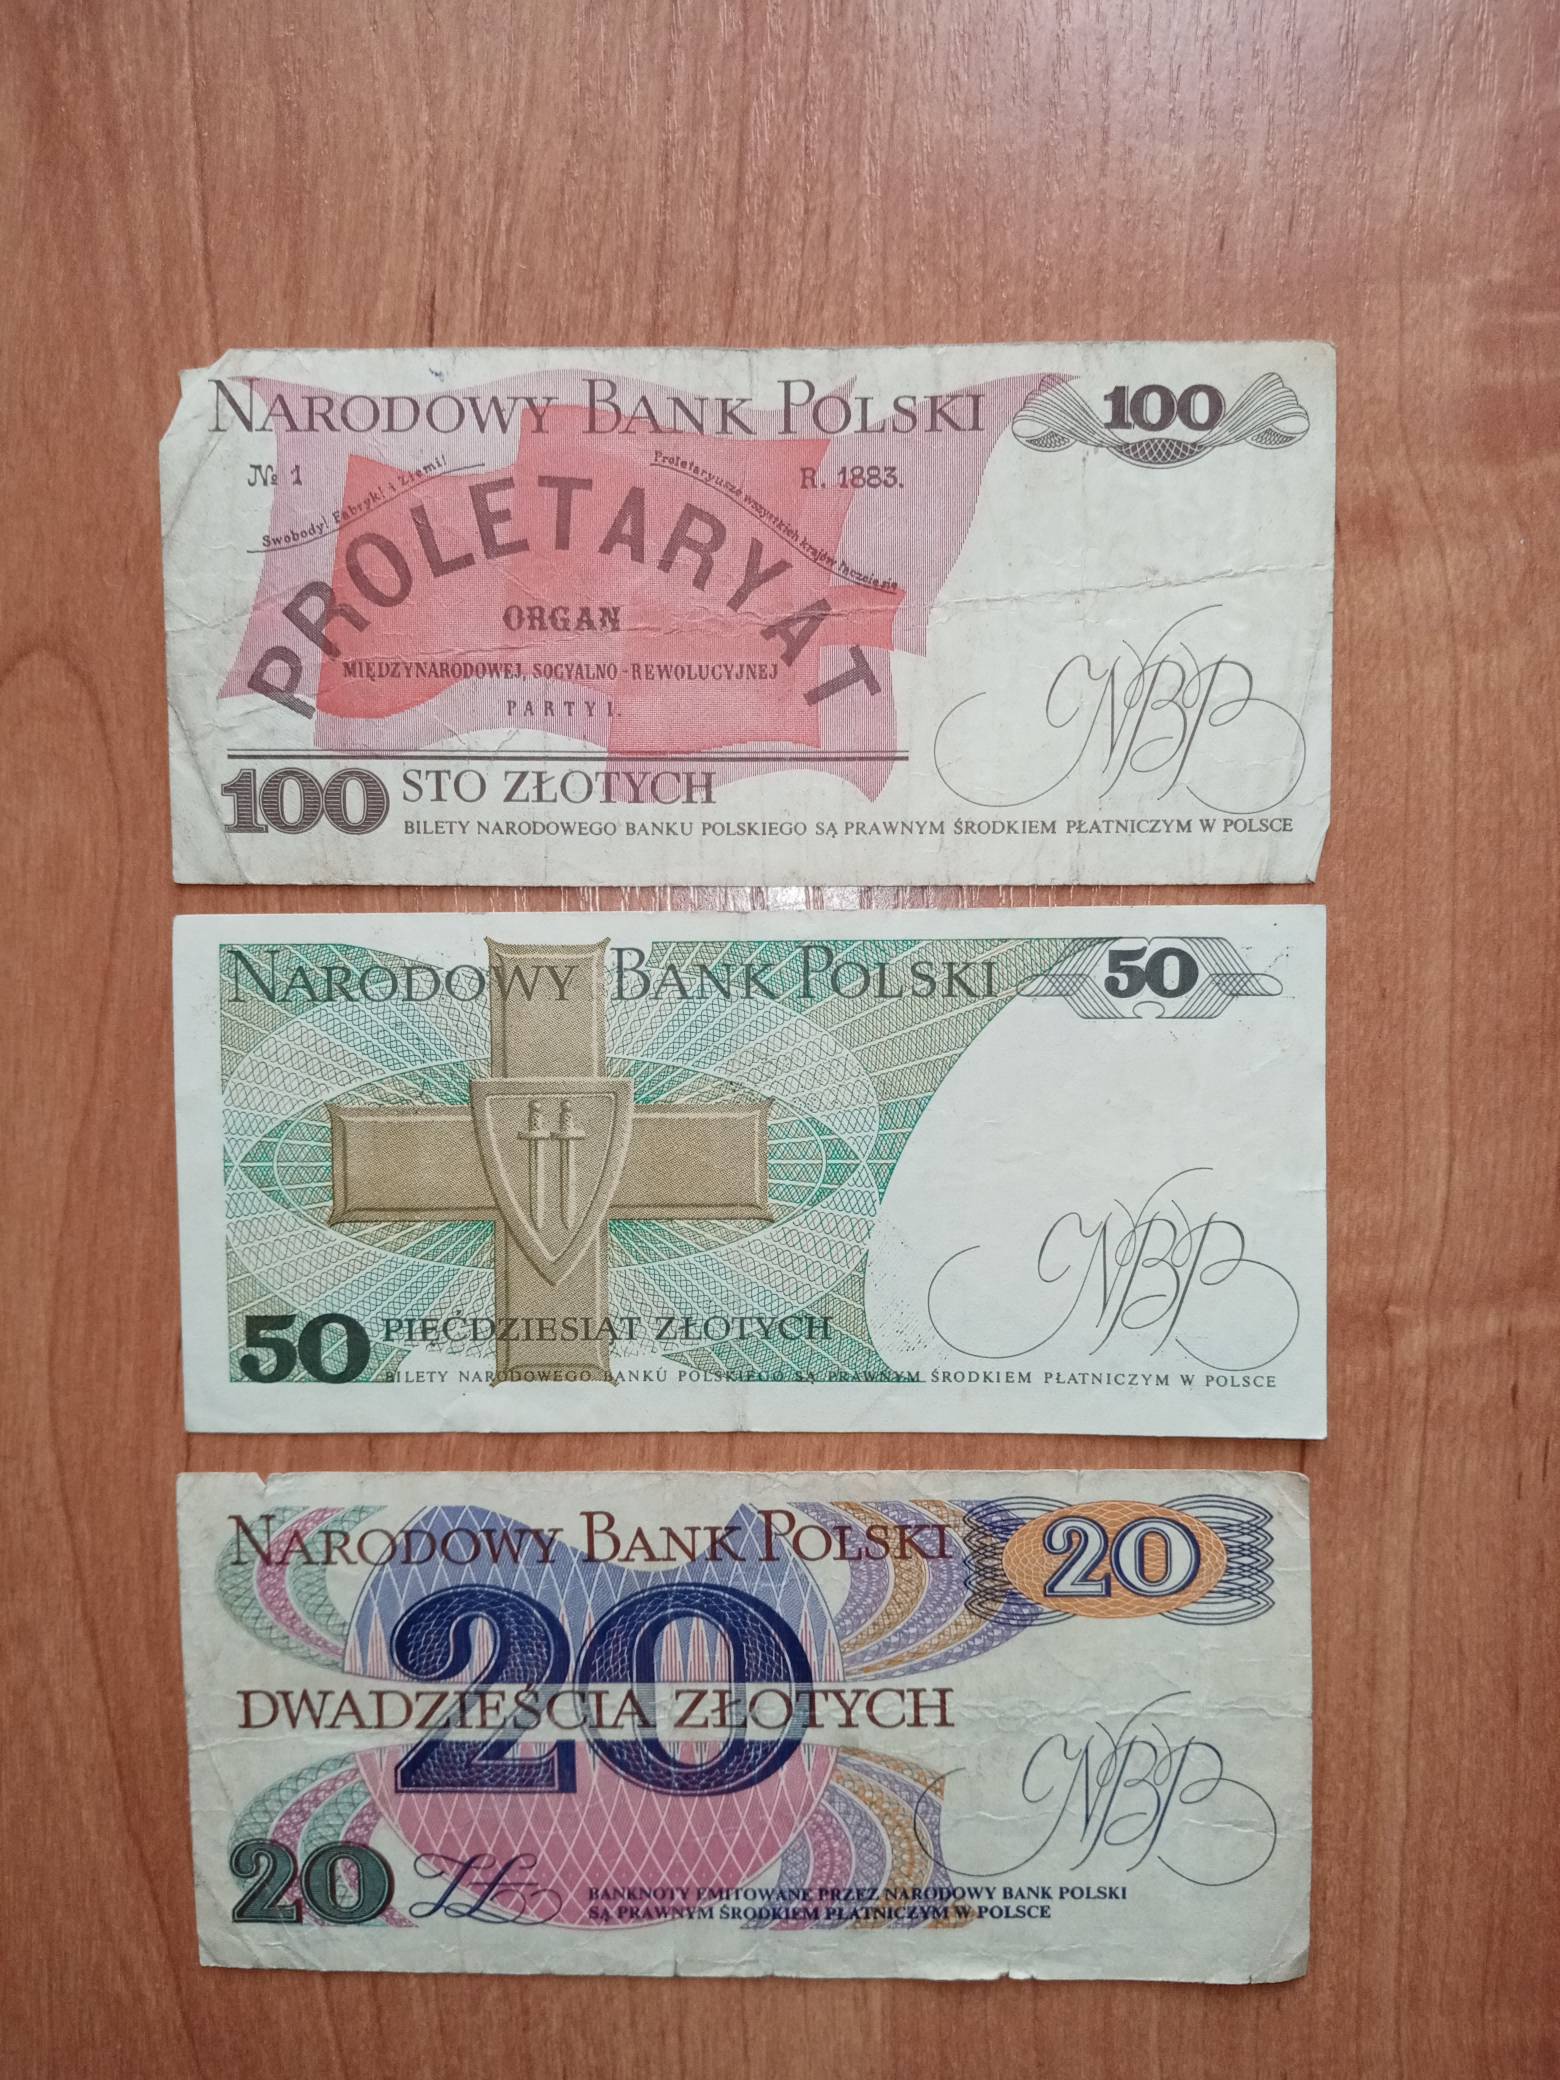 NARODOWY BANK POLSKI 100
№ 1 R. 1883.
Swobody! Fabryk! i Ziemi! Proletaryusze wszystkich krajów łączcie się
PROLETARYAT
ORGAN
MIĘDZYNARODOWEJ, SOCYALNO-REWOLUCYJNEJ
PARTYI.
NBP
100 STO ZŁOTYCH
BILETY NARODOWEGO BANKU POLSKIEGO SĄ PRAWNYM ŚRODKIEM PŁATNICZYM W POLSCE
NARODOWY BANK POLSKI 50
NBP
50 PIĘĆDZIESIĄT ZŁOTYCH
BILETY NARODOWEGO BANKU POLSKIEGO SĄ PRAWNYM ŚRODKIEM PŁATNICZYM W POLSCE
NARODOWY BANK POLSKI 20
20
DWADZIEŚCIA ZŁOTYCH
NBP
20 ZŁ
BANKNOTY EMITOWANE PRZEZ NARODOWY BANK POLSKI
SĄ PRAWNYM ŚRODKIEM PŁATNICZYM W POLSCE